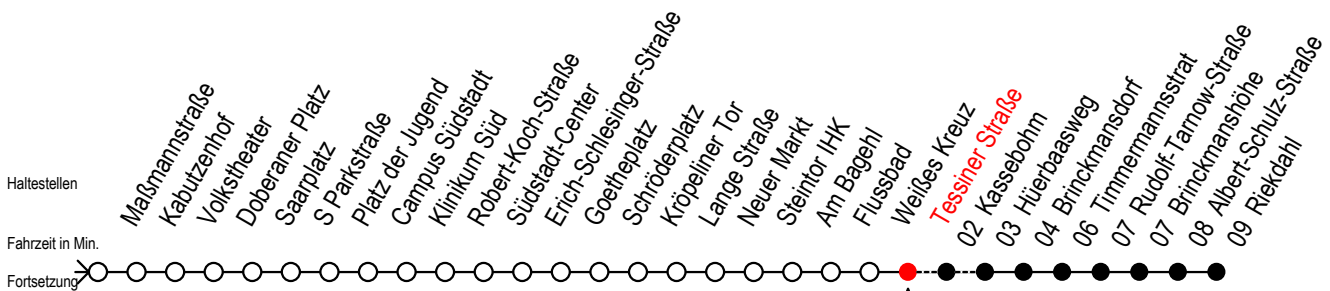 Haltestellen
Maßmannstraße
Kabutzenhof
Volkstheater
Doberaner Platz
Saarplatz
S Parkstraße
Platz der Jugend
Campus Südstadt
Klinikum Süd
Robert-Koch-Straße
Südstadt-Center
Erich-Schlesinger-Straße
Goetheplatz
Schröderplatz
Kröpeliner Tor
Lange Straße
Neuer Markt
Steintor IHK
Am Bagehl
Flussbad
Weißes Kreuz
Tessiner Straße
02 Kassebohm
03 Hüerbaasweg
04 Brinckmansdorf
06 Timmermannsstrat
07 Rudolf-Tarnow-Straße
07 Brinckmanshöhe
08 Albert-Schulz-Straße
09 Riekdahl
Fahrzeit in Min.
Fortsetzung